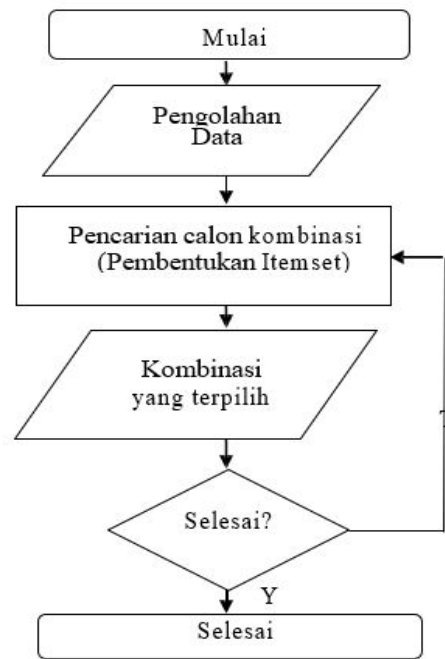 Mulai
Pengolahan
Data
Pencarian calon kombinasi
(Pembentukan Itemset)
Kombinasi
yang terpilih
T
Selesai?
Y
Selesai